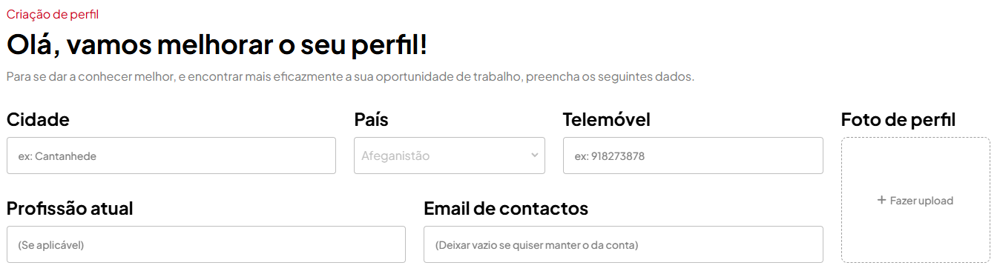 Criação de perfil
Olá, vamos melhorar o seu perfil!
Para se dar a conhecer melhor, e encontrar mais eficazmente a sua oportunidade de trabalho, preencha os seguintes dados.
Cidade País Telemóvel Foto de perfil
ex: Cantanhede Afeganistão ex: 918273878
+ Fazer upload
Profissão atual Email de contactos
(Se aplicável) (Deixar vazio se quiser manter o da conta)